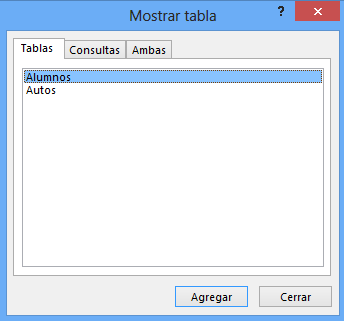 Mostrar tabla ?
Tablas Consultas Ambas
Alumnos
Autos
Agregar Cerrar